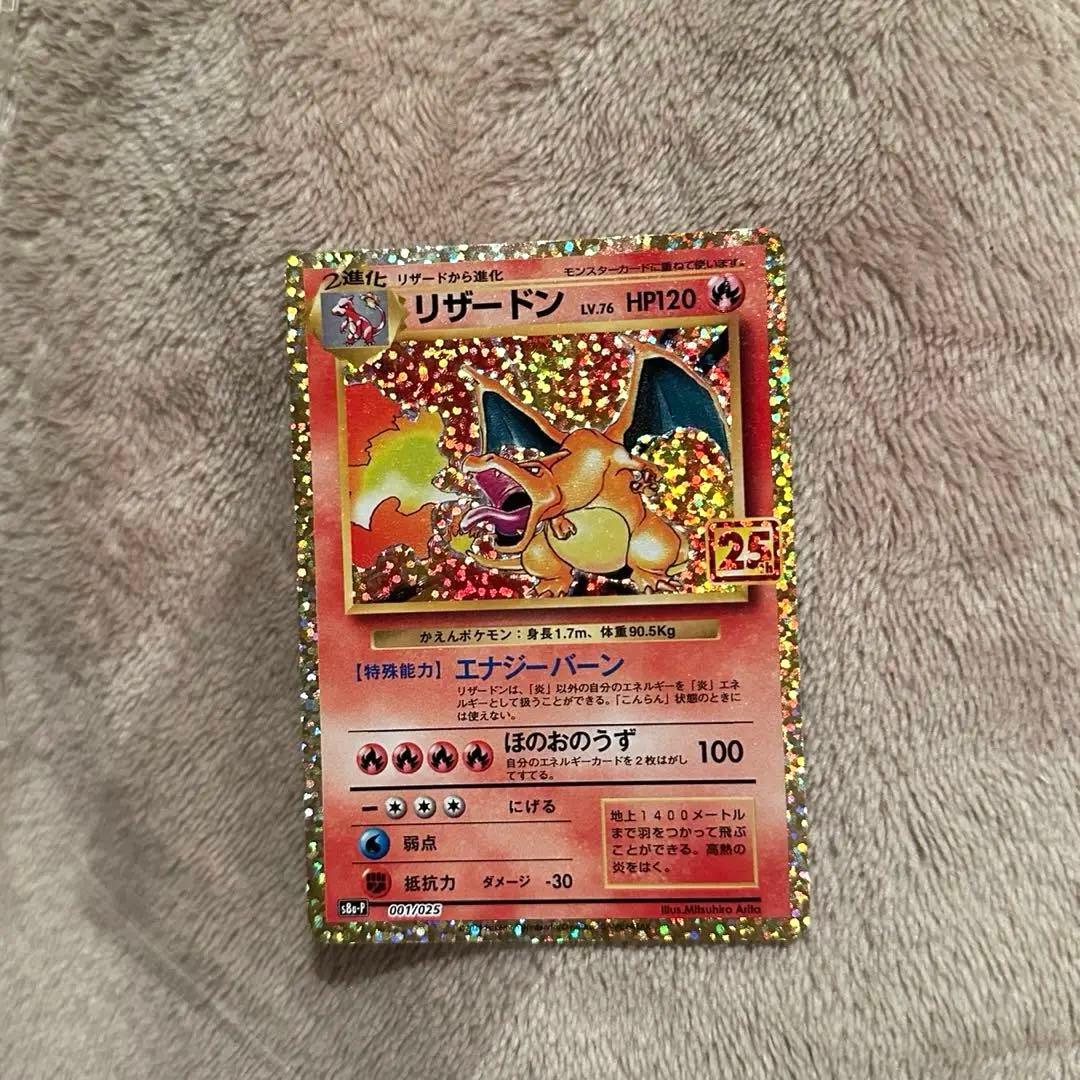 2進化 リザードから進化 モンスターカードに重ねて使います。
リザードン LV.76 HP120
25
th
かえんポケモン：身長1.7m、体重90.5Kg
【特殊能力】エナジーバーン
リザードンは、「炎」以外の自分のエネルギーを「炎」エネ
ルギーとして扱うことができる。「こんらん」状態のときに
は使えない。
ほのおのうず 100
自分のエネルギーカードを2枚はがし
てすてる。
にげる
弱点
抵抗力 ダメージ -30
地上1400メートル
まで羽をつかって飛ぶ
ことができる。高熱の
炎をはく。
s8a-P 001/025 Illus.Mitsuhiro Arita